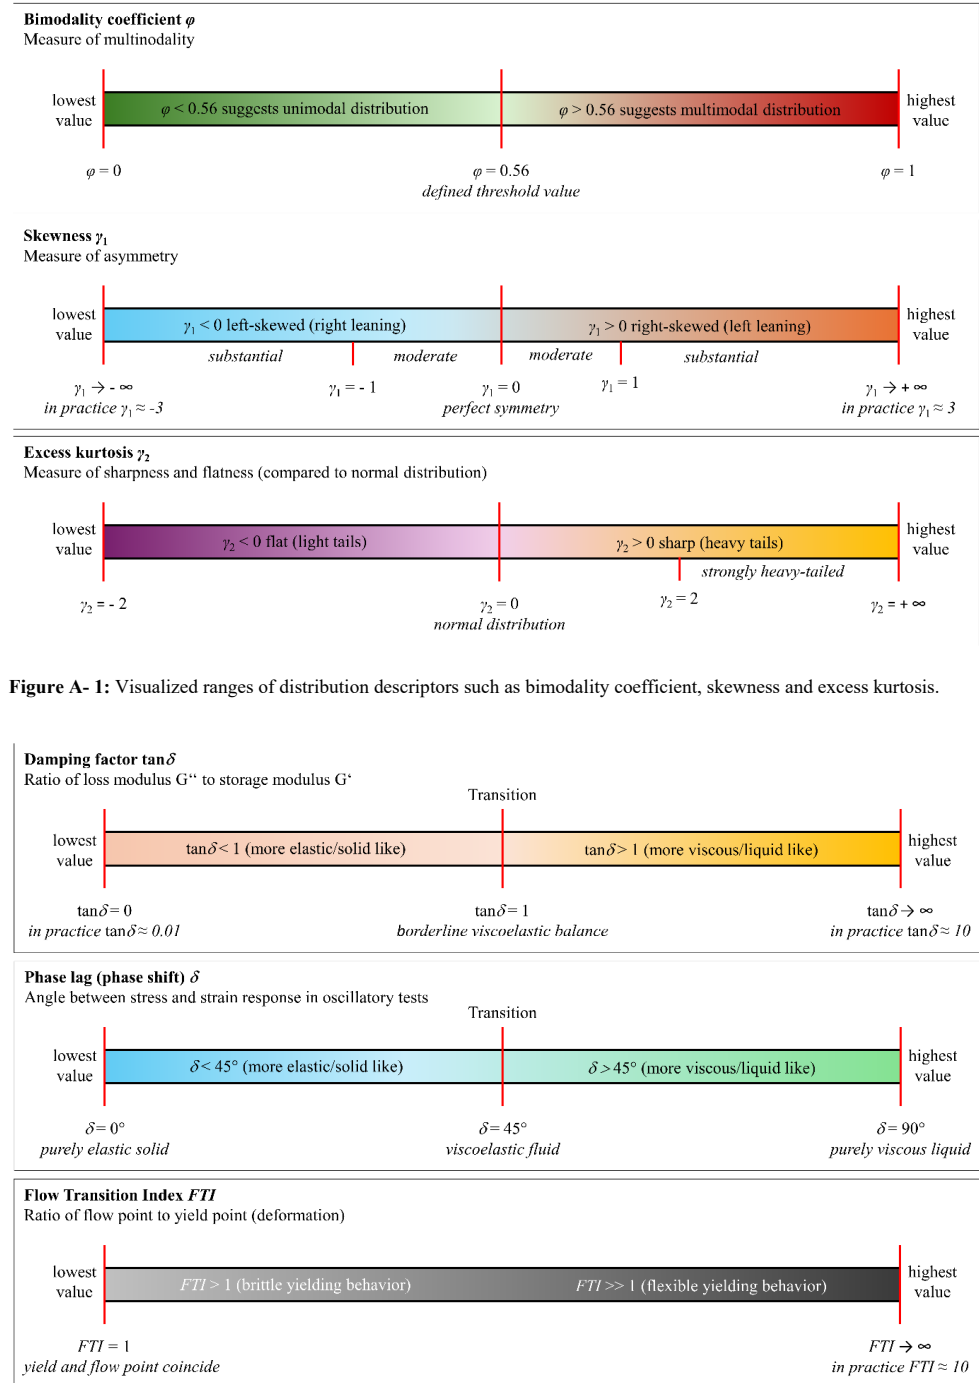 Bimodality coefficient φ
Measure of multinodality
lowest value
φ < 0.56 suggests unimodal distribution
φ > 0.56 suggests multimodal distribution
highest value
φ = 0
φ = 0.56
φ = 1
defined threshold value
Skewness γ₁
Measure of asymmetry
lowest value
γ₁ < 0 left-skewed (right leaning)
γ₁ > 0 right-skewed (left leaning)
highest value
substantial
moderate
moderate
substantial
γ₁ → - ∞
γ₁ = - 1
γ₁ = 0
γ₁ = 1
γ₁ → + ∞
in practice γ₁ ≈ -3
perfect symmetry
in practice γ₁ ≈ 3
Excess kurtosis γ₂
Measure of sharpness and flatness (compared to normal distribution)
lowest value
γ₂ < 0 flat (light tails)
γ₂ > 0 sharp (heavy tails)
highest value
strongly heavy-tailed
γ₂ = - 2
γ₂ = 0
γ₂ = 2
γ₂ = + ∞
normal distribution
Figure A- 1: Visualized ranges of distribution descriptors such as bimodality coefficient, skewness and excess kurtosis.
Damping factor tanδ
Ratio of loss modulus G‘‘ to storage modulus G‘
Transition
lowest value
tanδ < 1 (more elastic/solid like)
tanδ > 1 (more viscous/liquid like)
highest value
tanδ = 0
tanδ = 1
tanδ → ∞
in practice tanδ ≈ 0.01
borderline viscoelastic balance
in practice tanδ ≈ 10
Phase lag (phase shift) δ
Angle between stress and strain response in oscillatory tests
Transition
lowest value
δ < 45° (more elastic/solid like)
δ > 45° (more viscous/liquid like)
highest value
δ = 0°
δ = 45°
δ = 90°
purely elastic solid
viscoelastic fluid
purely viscous liquid
Flow Transition Index FTI
Ratio of flow point to yield point (deformation)
lowest value
FTI > 1 (brittle yielding behavior)
FTI >> 1 (flexible yielding behavior)
highest value
FTI = 1
FTI → ∞
yield and flow point coincide
in practice FTI ≈ 10